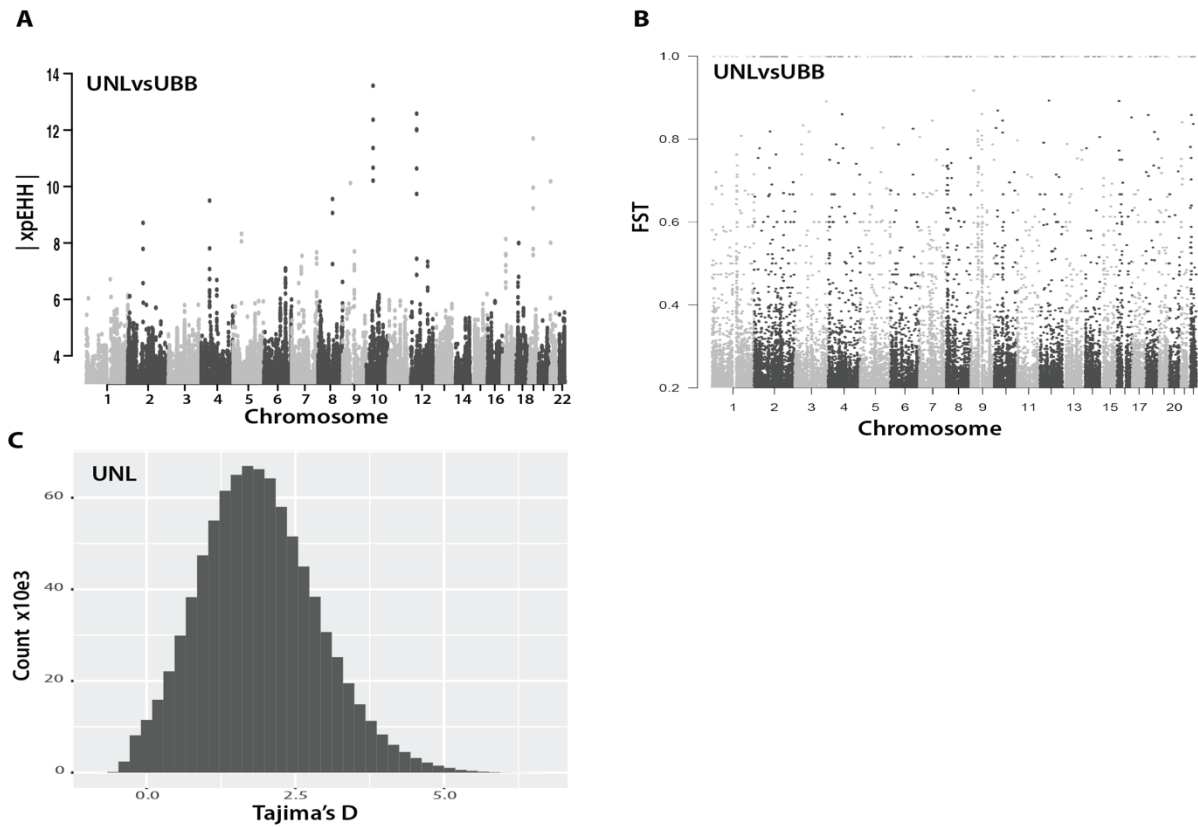 A
UNLvsUBB
14
12
10
8
6
4
|xpEHH|
1 2 3 4 5 6 7 8 9 10 12 14 16 18 22
Chromosome
B
UNLvsUBB
1.0
0.8
0.6
0.4
0.2
FST
1 2 3 4 5 6 7 8 9 11 13 15 17 20
Chromosome
C
UNL
60
40
20
0
Count x10e3
0.0 2.5 5.0
Tajima's D